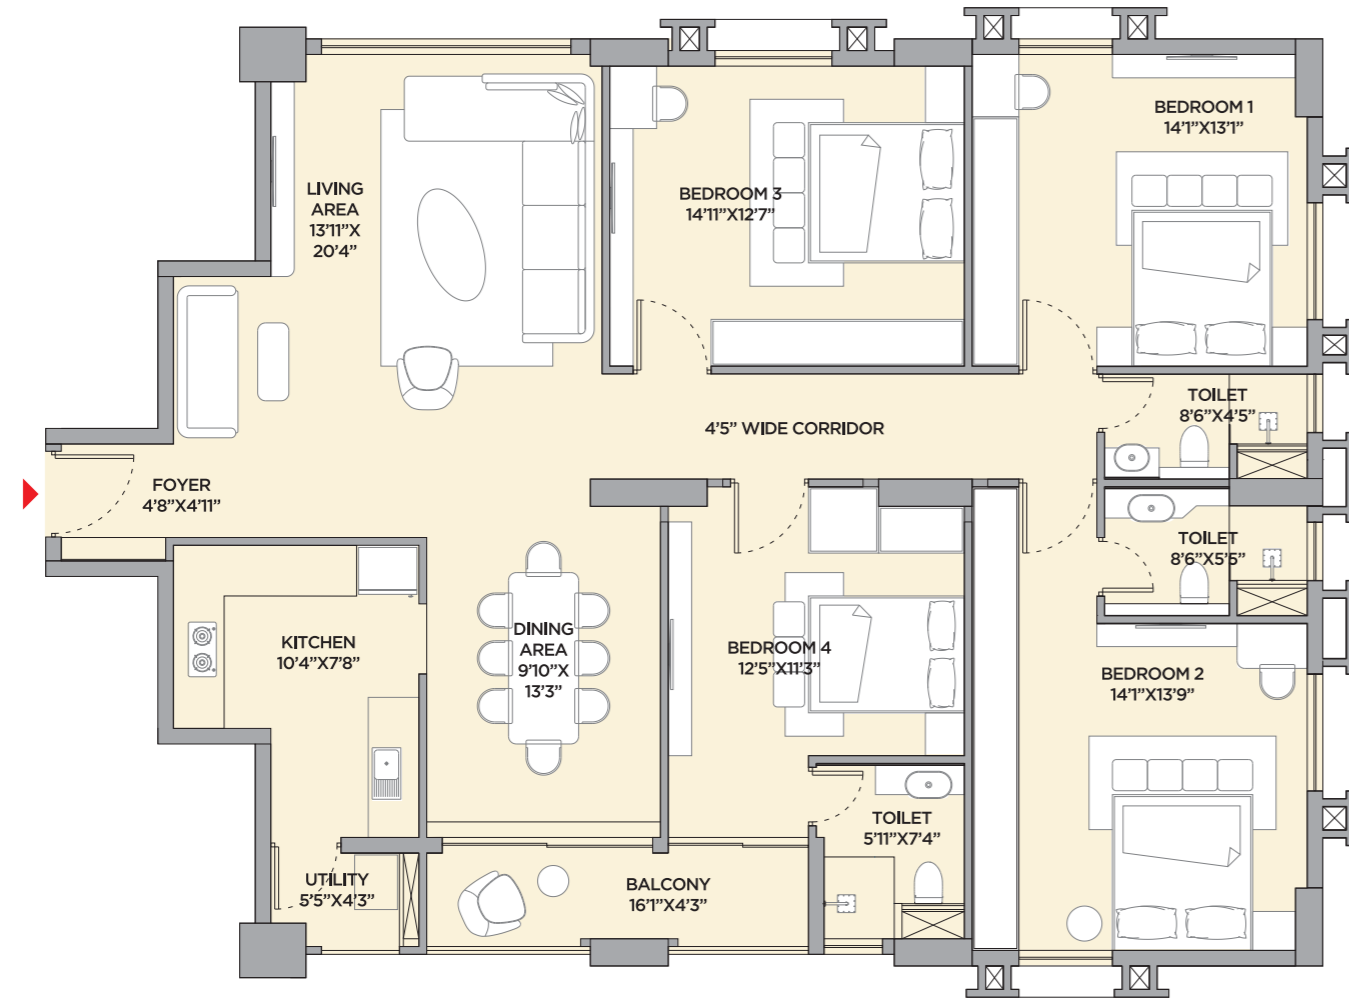 BEDROOM 1
14'1"X13'1"
LIVING
AREA
13'11"X
20'4"
BEDROOM 3
14'11"X12'7"
TOILET
8'6"X4'5"
4'5" WIDE CORRIDOR
FOYER
4'8"X4'11"
TOILET
8'6"X5'5"
KITCHEN
10'4"X7'8"
DINING
AREA
9'10"X
13'3"
BEDROOM 4
12'5"X11'3"
BEDROOM 2
14'1"X13'9"
TOILET
5'11"X7'4"
UTILITY
5'5"X4'3"
BALCONY
16'1"X4'3"